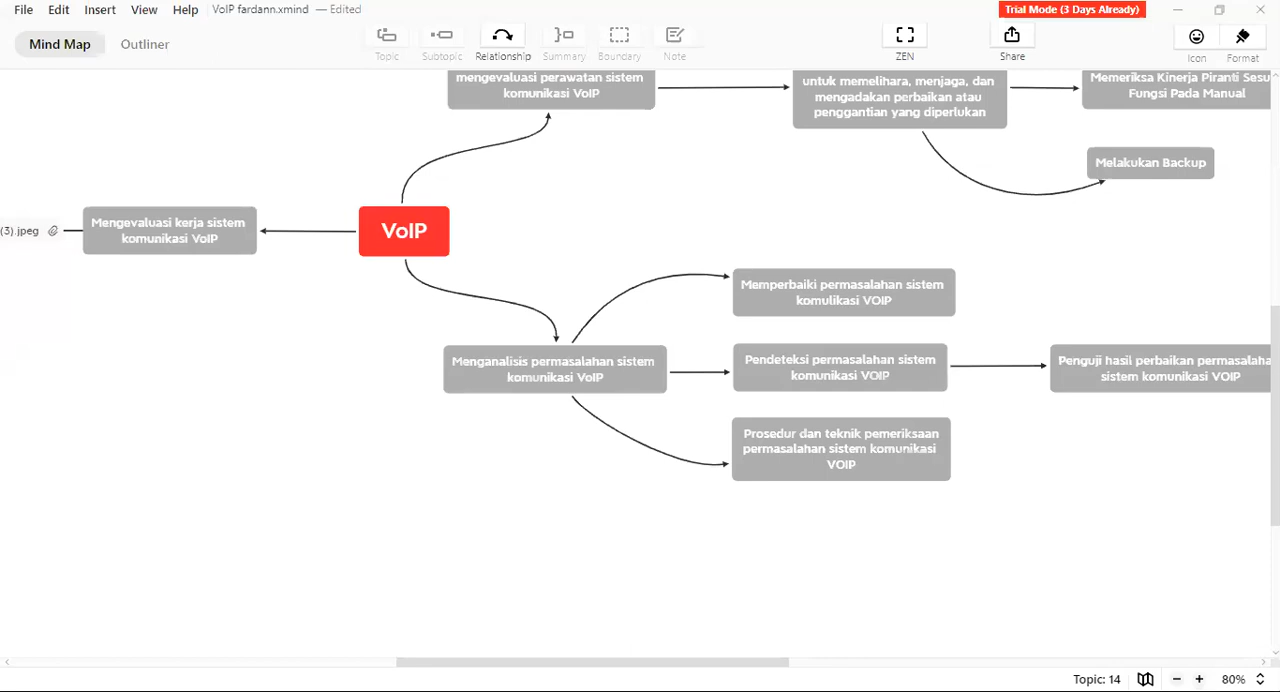 File Edit Insert View Help VoIP fardann.xmind — Edited
Trial Mode (3 Days Already)
Mind Map Outliner
Topic Subtopic Relationship Summary Boundary Note ZEN Share Icon Format
mengevaluasi perawatan sistem
komunikasi VoIP
untuk memelihara, menjaga, dan
mengadakan perbaikan atau
penggantian yang diperlukan
Memeriksa Kinerja Piranti Sesu
Fungsi Pada Manual
Melakukan Backup
(3).jpeg
Mengevaluasi kerja sistem
komunikasi VoIP
VoIP
Memperbaiki permasalahan sistem
komulikasi VOIP
Menganalisis permasalahan sistem
komunikasi VoIP
Pendeteksi permasalahan sistem
komunikasi VOIP
Penguji hasil perbaikan permasalaha
sistem komunikasi VOIP
Prosedur dan teknik pemeriksaan
permasalahan sistem komunikasi
VOIP
Topic: 14
80%